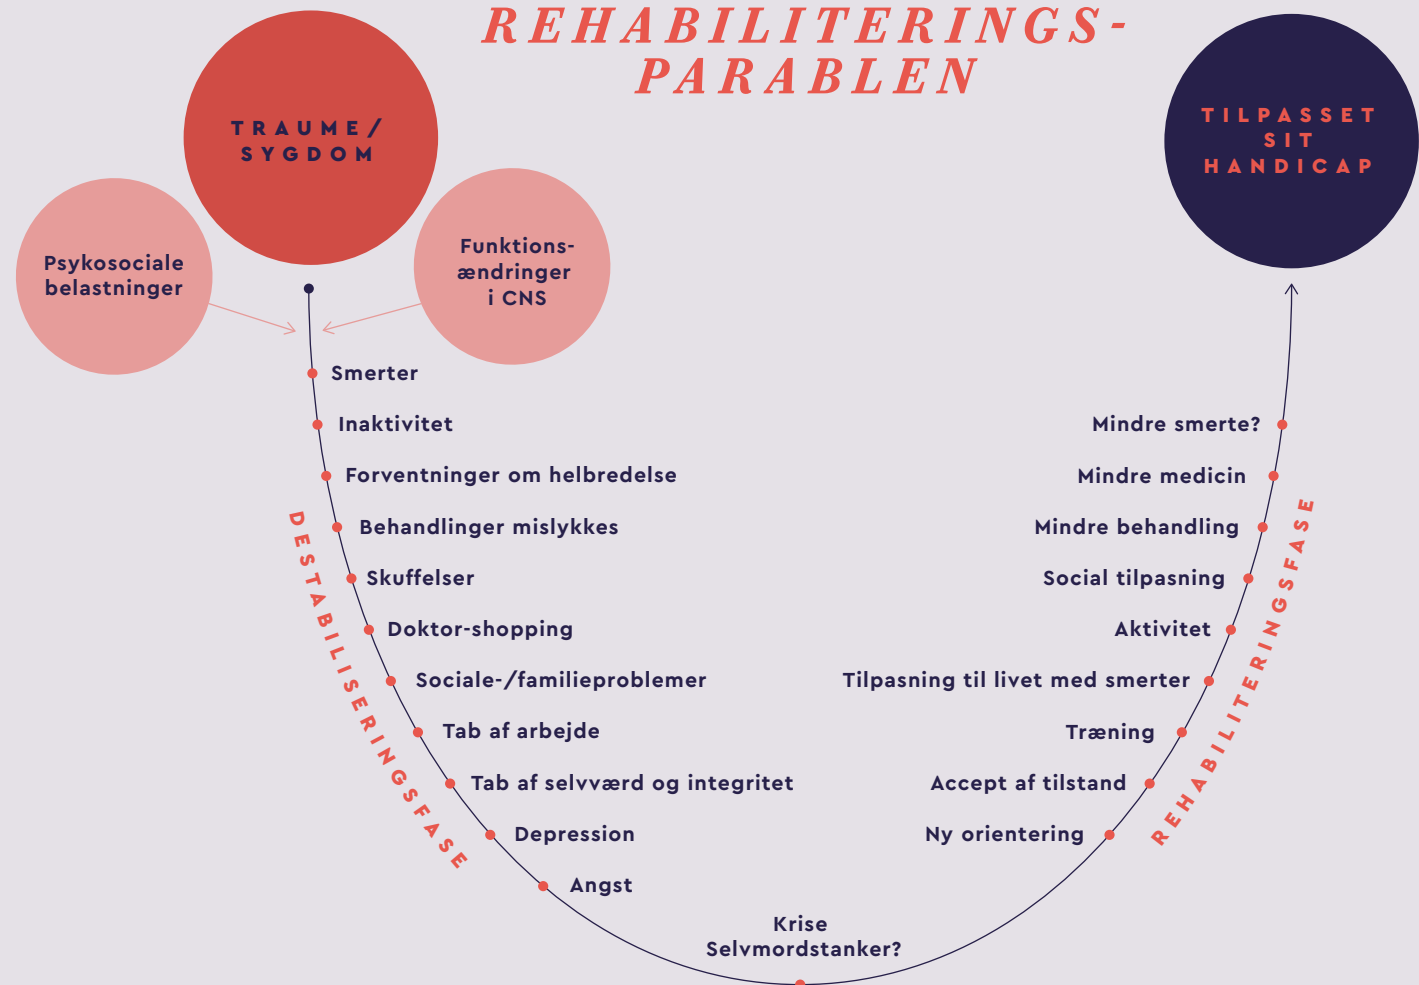 REHABILITERINGS-
PARABLEN
TRAUME/
SYGDOM
Psykosociale
belastninger
Funktions-
ændringer
i CNS
Smerter
Inaktivitet
Forventninger om helbredelse
Behandlinger mislykkes
Skuffelser
Doktor-shopping
Sociale-/familieproblemer
Tab af arbejde
Tab af selvværd og integritet
Depression
Angst
DESTABILISERINGSFASE
Krise
Selvmordstanker?
Ny orientering
Accept af tilstand
Træning
Tilpasning til livet med smerter
Aktivitet
Social tilpasning
Mindre behandling
Mindre medicin
Mindre smerte?
REHABILITERINGSFASE
TILPASSET
SIT
HANDICAP